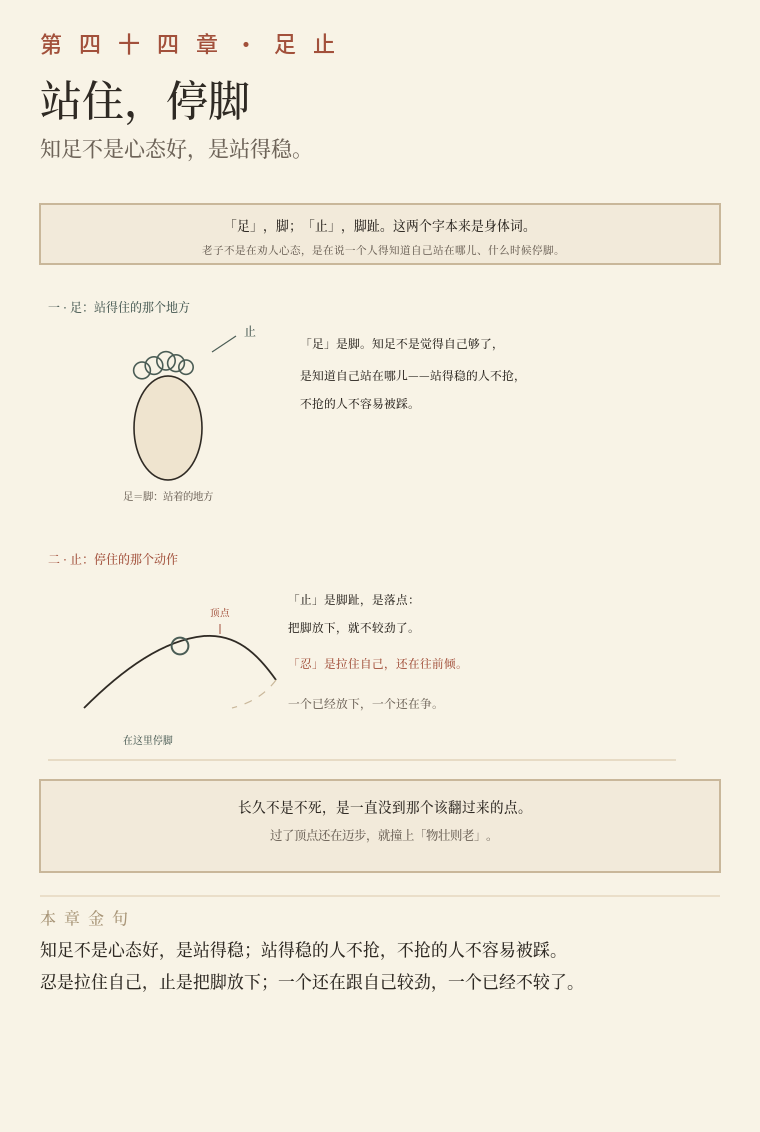 第四十四章·足止
站住，停脚
知足不是心态好，是站得稳。
「足」，脚；「止」，脚趾。这两个字本来是身体词。
老子不是在劝人心态，是在说一个人得知道自己站在哪儿、什么时候停脚。
一·足：站得住的那个地方
止
「足」是脚。知足不是觉得自己够了，
是知道自己站在哪儿——站得稳的人不抢，
不抢的人不容易被踩。
足＝脚：站着的地方
二·止：停住的那个动作
「止」是脚趾，是落点：
顶点
把脚放下，就不较劲了。
「忍」是拉住自己，还在往前倾。
一个已经放下，一个还在争。
在这里停脚
长久不是不死，是一直没到那个该翻过来的点。
过了顶点还在迈步，就撞上「物壮则老」。
本章金句
知足不是心态好，是站得稳；站得稳的人不抢，不抢的人不容易被踩。
忍是拉住自己，止是把脚放下；一个还在跟自己较劲，一个已经不较了。